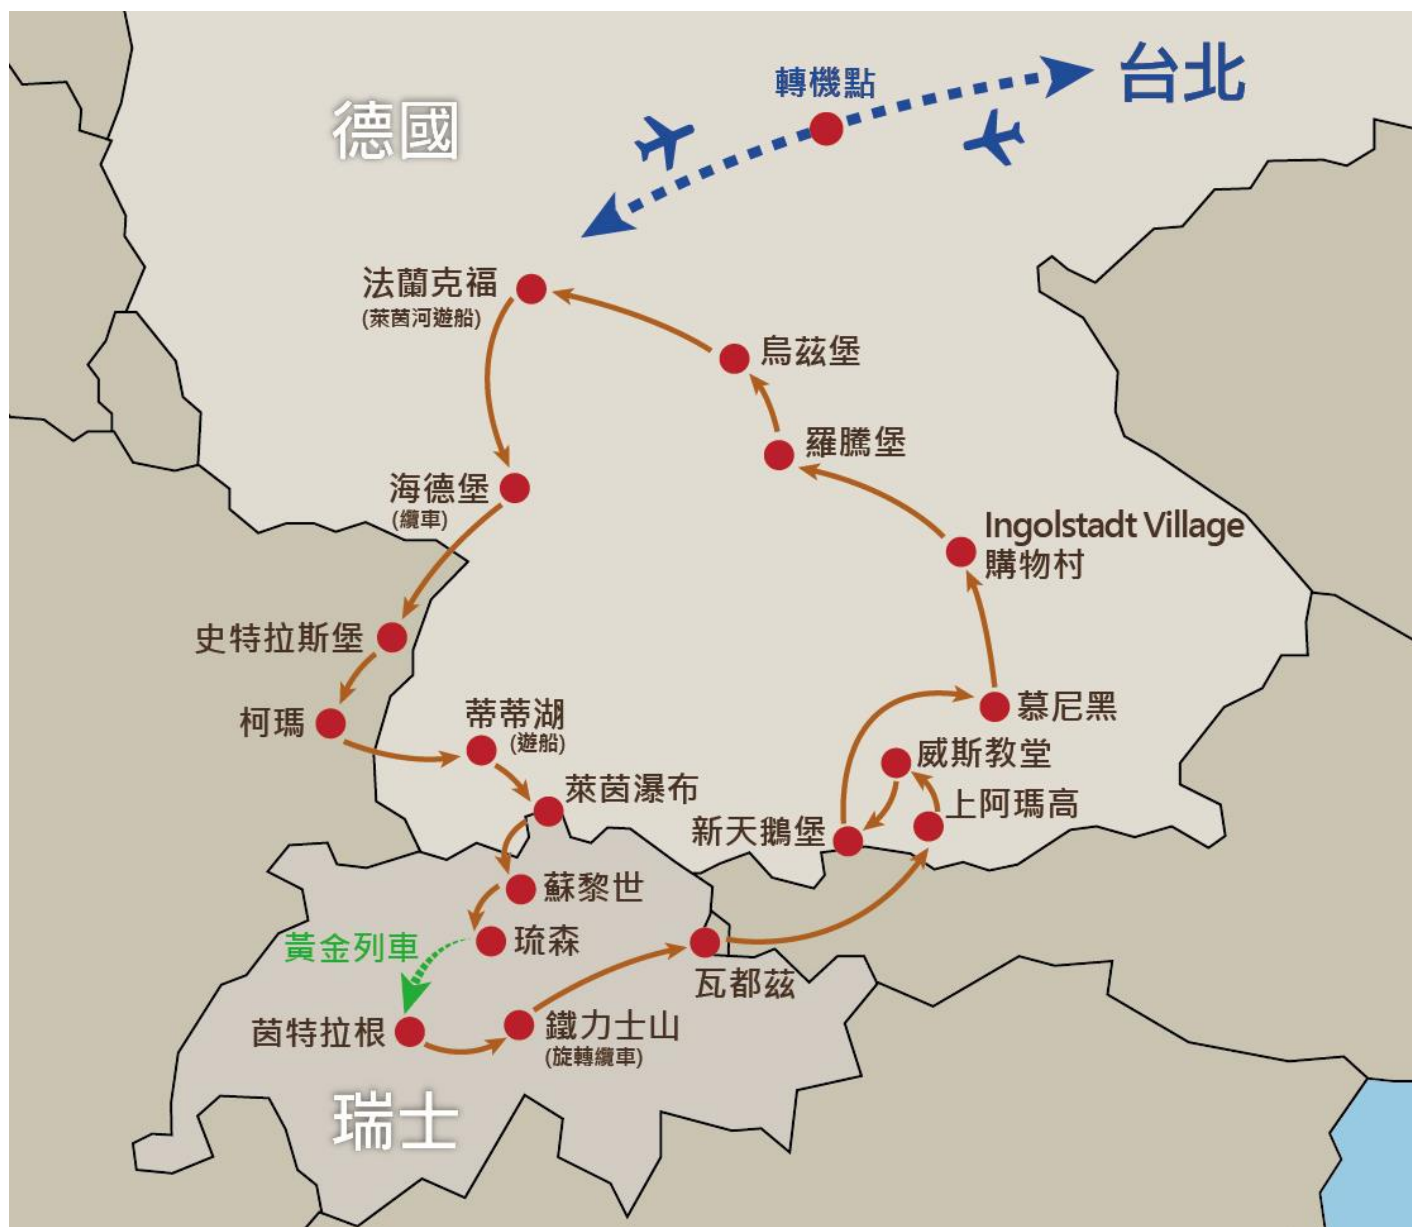 轉機點
台北
德國
法蘭克福
(萊茵河遊船)
烏茲堡
羅騰堡
海德堡
(纜車)
Ingolstadt Village
購物村
史特拉斯堡
柯瑪
蒂蒂湖
(遊船)
慕尼黑
威斯教堂
萊茵瀑布
上阿瑪高
新天鵝堡
蘇黎世
琉森
黃金列車
瓦都茲
茵特拉根
鐵力士山
(旋轉纜車)
瑞士